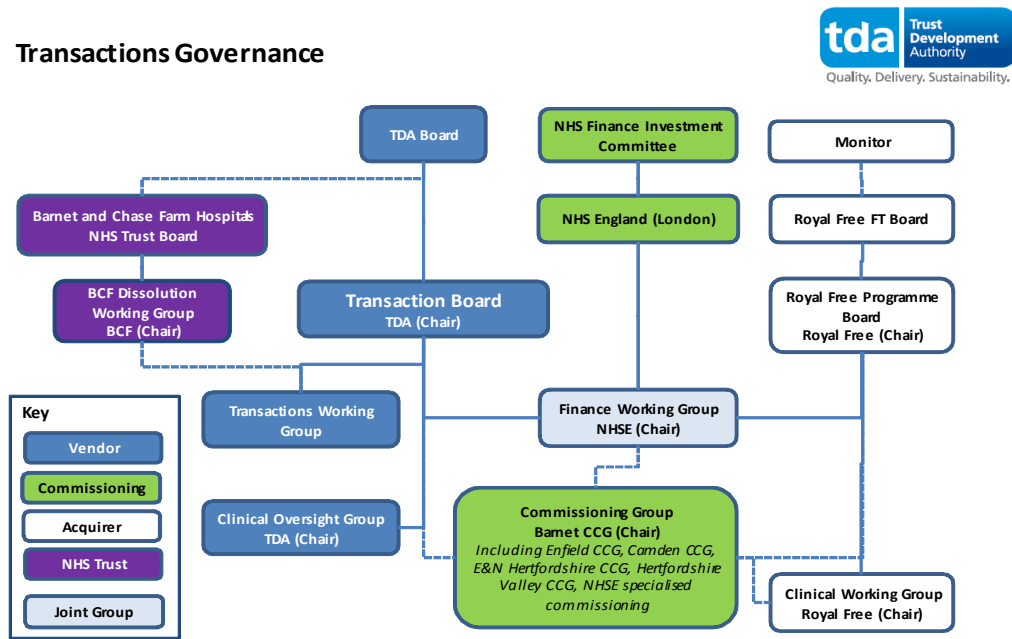 Transactions Governance
tda
Trust
Development
Authority
Quality. Delivery. Sustainability.
TDA Board
NHS Finance Investment
Committee
Monitor
Barnet and Chase Farm Hospitals
NHS Trust Board
NHS England (London)
Royal Free FT Board
BCF Dissolution
Working Group
BCF (Chair)
Transaction Board
TDA (Chair)
Royal Free Programme
Board
Royal Free (Chair)
Transactions Working
Group
Finance Working Group
NHSE (Chair)
Key
Vendor
Commissioning
Acquirer
NHS Trust
Joint Group
Clinical Oversight Group
TDA (Chair)
Commissioning Group
Barnet CCG (Chair)
Including Enfield CCG, Camden CCG,
E&N Hertfordshire CCG, Hertfordshire
Valley CCG, NHSE specialised
commissioning
Clinical Working Group
Royal Free (Chair)